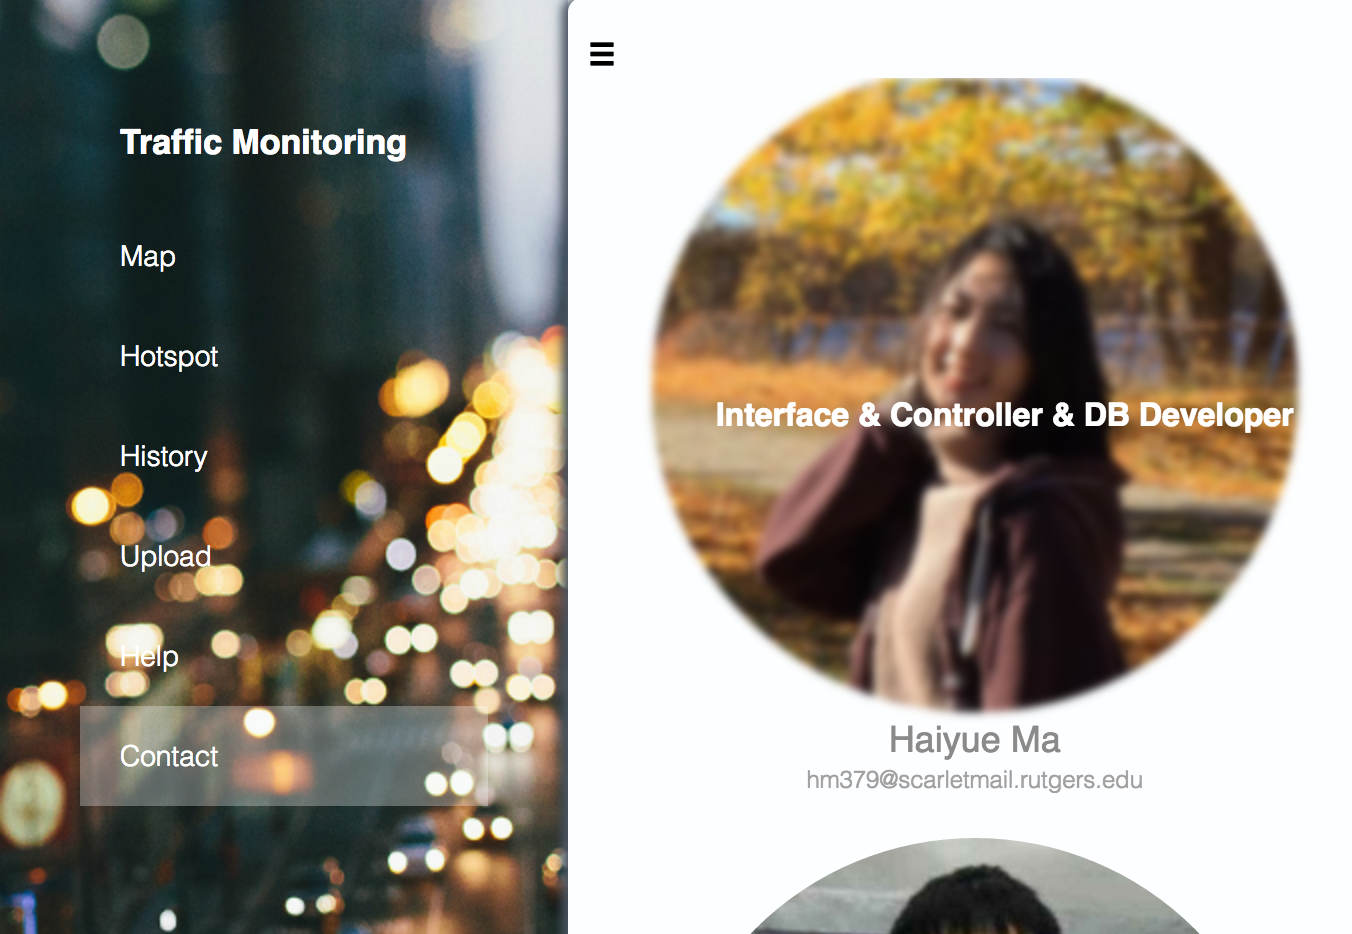 Traffic Monitoring
Map
Hotspot
History
Upload
Help
Contact
Interface & Controller & DB Developer
Haiyue Ma
hm379@scarletmail.rutgers.edu